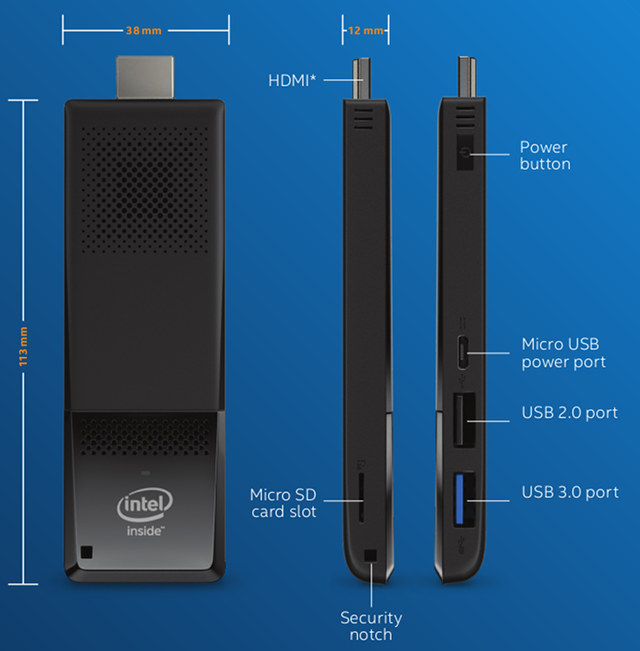 38 mm
12 mm
HDMI*
Power
button
113 mm
Micro USB
power port
USB 2.0 port
Micro SD
card slot
USB 3.0 port
intel
inside™
Security
notch